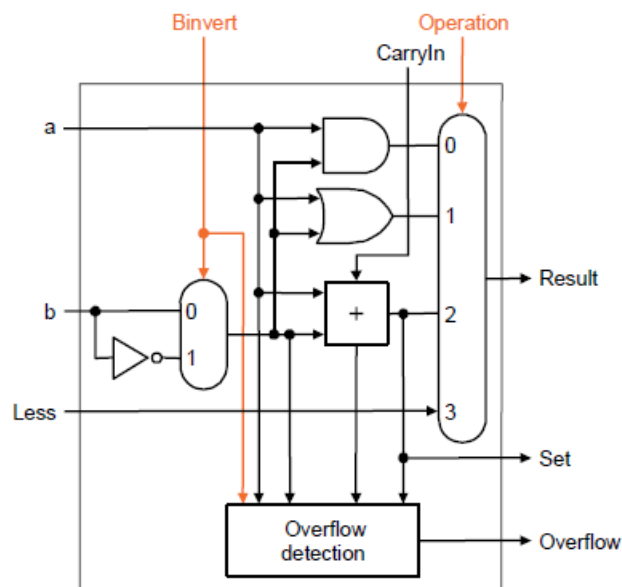 Binvert
Operation
CarryIn
a
0
1
b
0
1
+
2
Result
Less
3
Set
Overflow
detection
Overflow